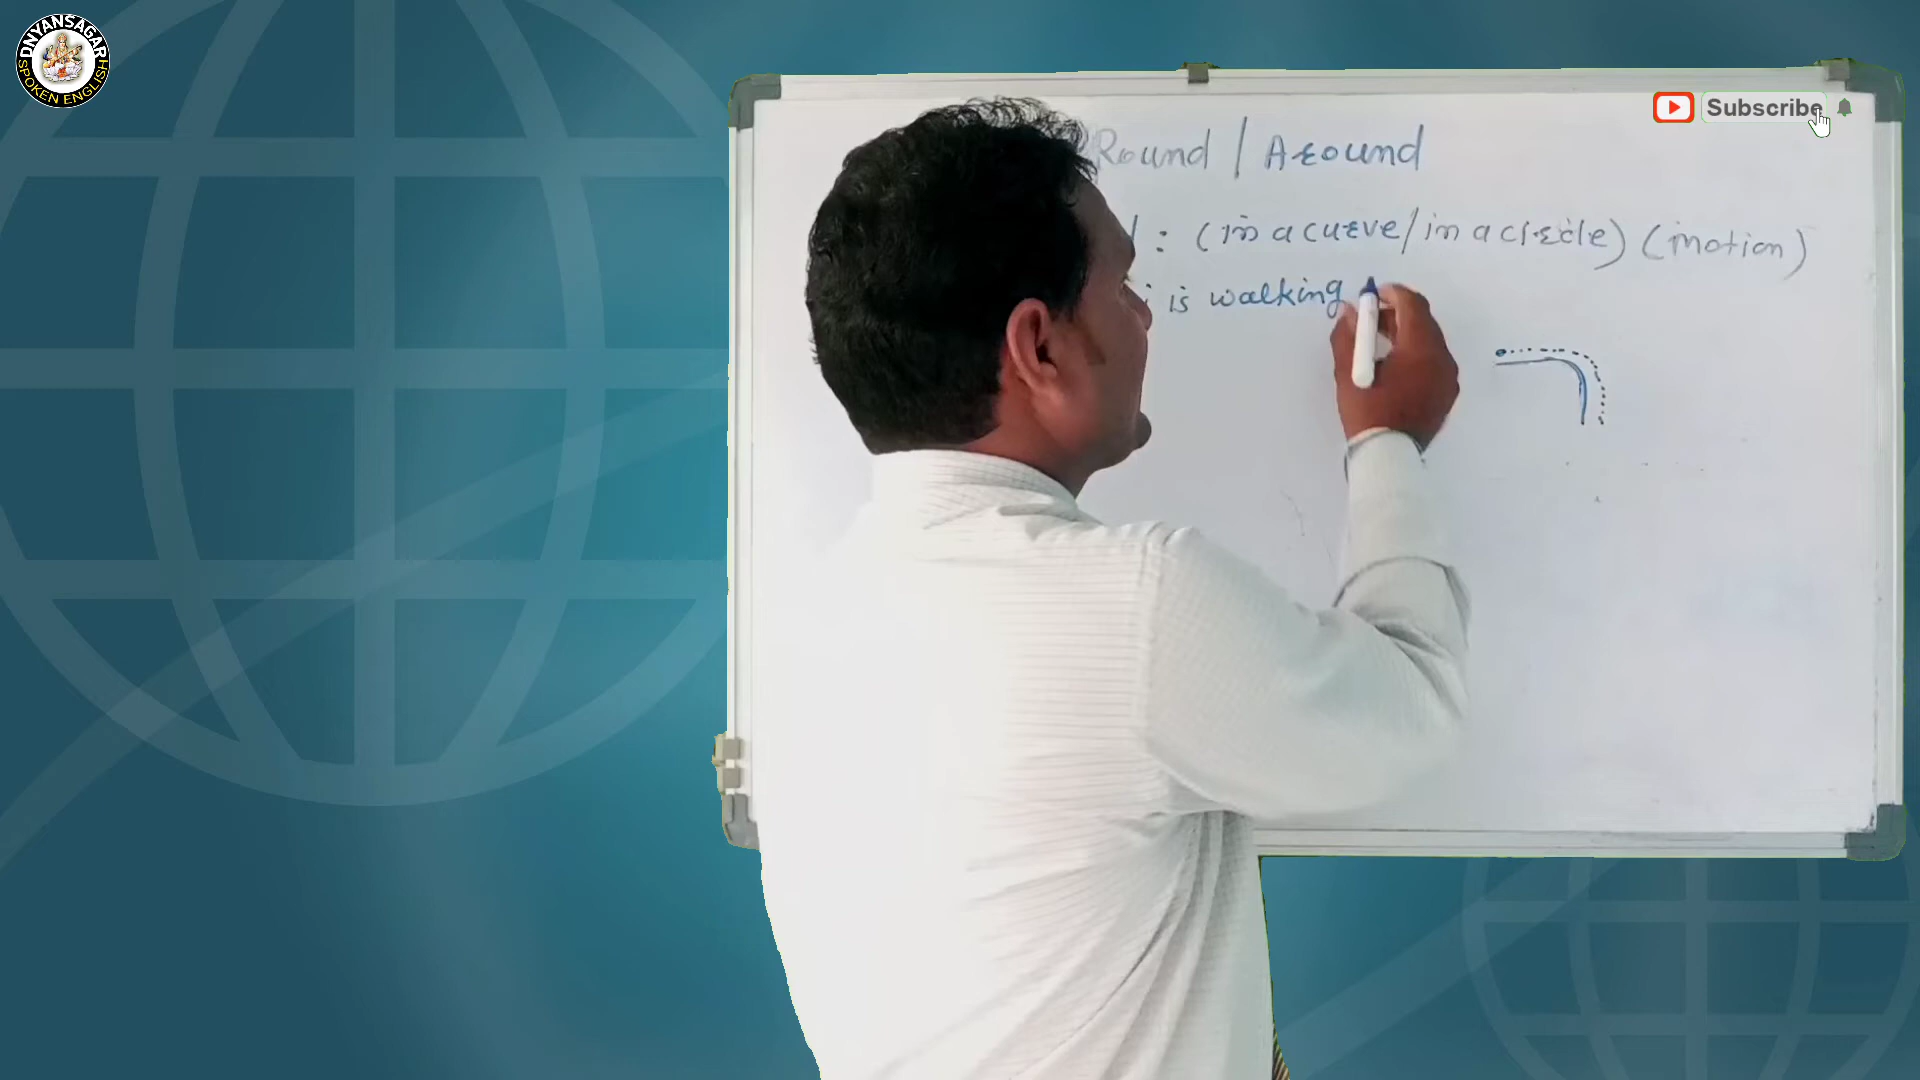 DNYANSAGAR
SPOKEN ENGLISH
Subscribe
Round / Around
: (in a curve/in a circle) (motion)
is walking